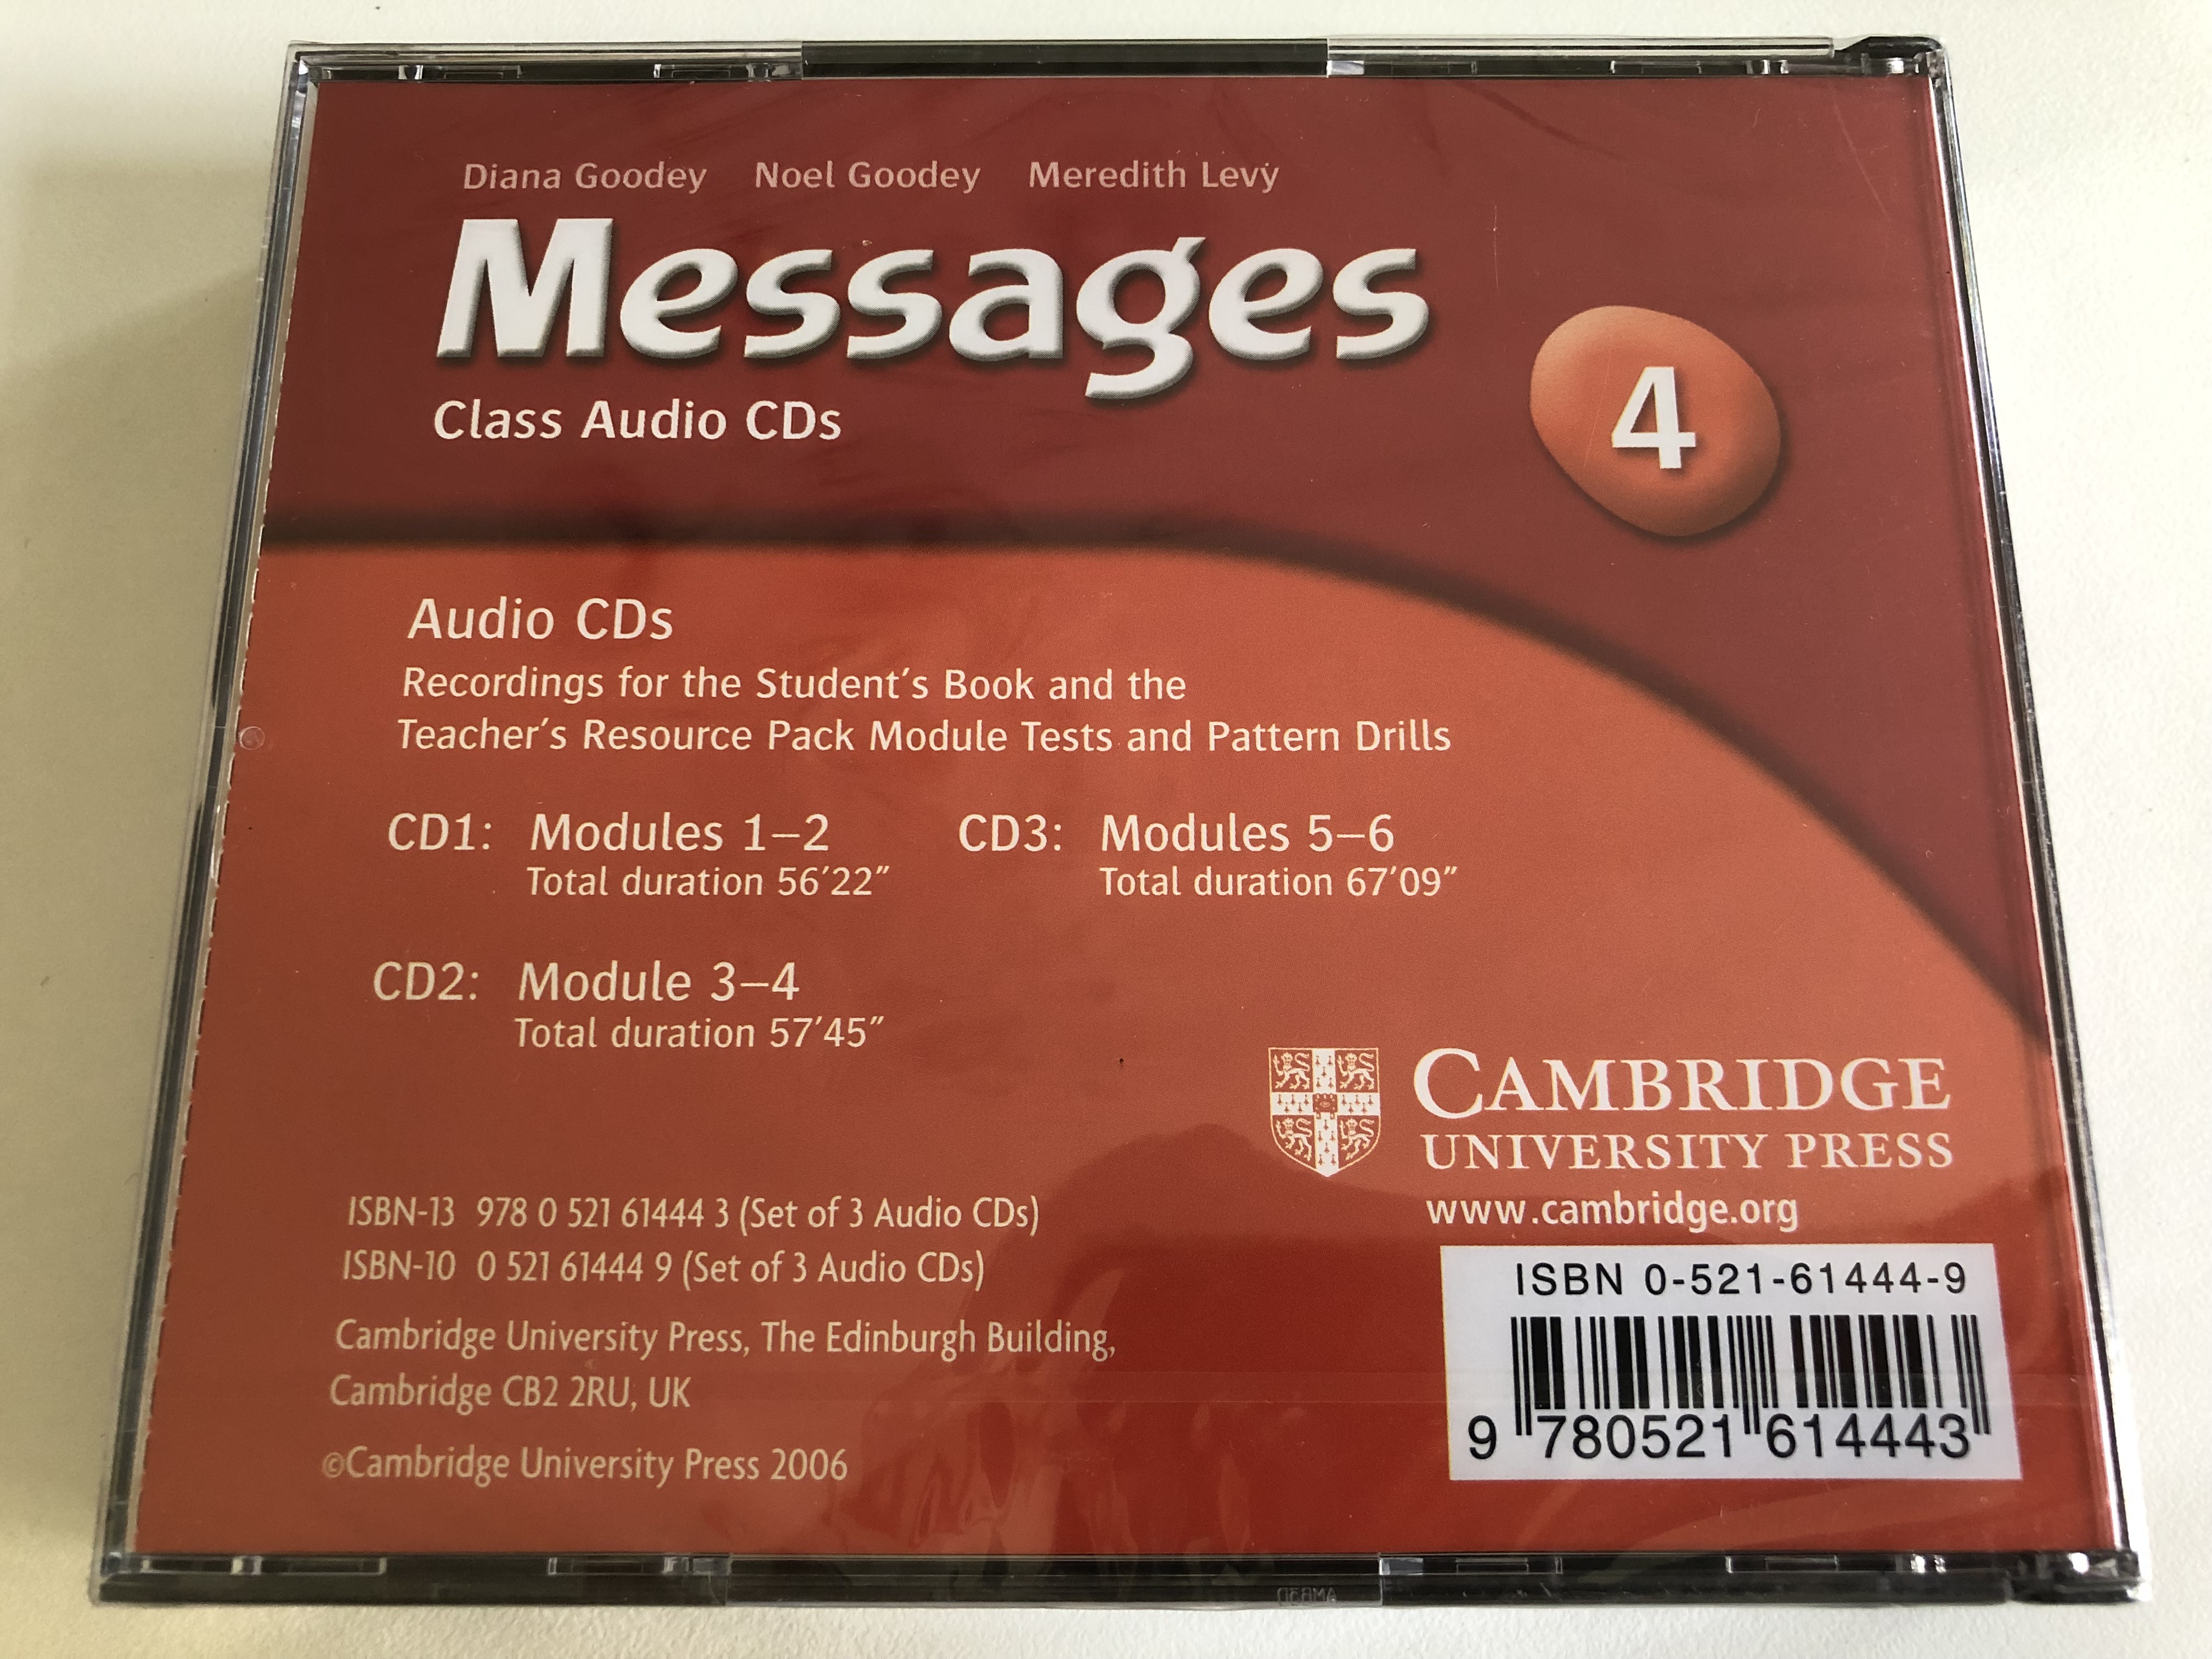 Diana Goodey Noel Goodey Meredith Levy
Messages
4
Class Audio CDs
Audio CDs
Recordings for the Student's Book and the
Teacher's Resource Pack Module Tests and Pattern Drills
CD1: Modules 1–2
Total duration 56'22"
CD3: Modules 5–6
Total duration 67'09"
CD2: Module 3–4
Total duration 57'45"
CAMBRIDGE
UNIVERSITY PRESS
www.cambridge.org
ISBN-13 978 0 521 61444 3 (Set of 3 Audio CDs)
ISBN-10 0 521 61444 9 (Set of 3 Audio CDs)
Cambridge University Press, The Edinburgh Building,
Cambridge CB2 2RU, UK
©Cambridge University Press 2006
ISBN 0-521-61444-9
9 780521 614443